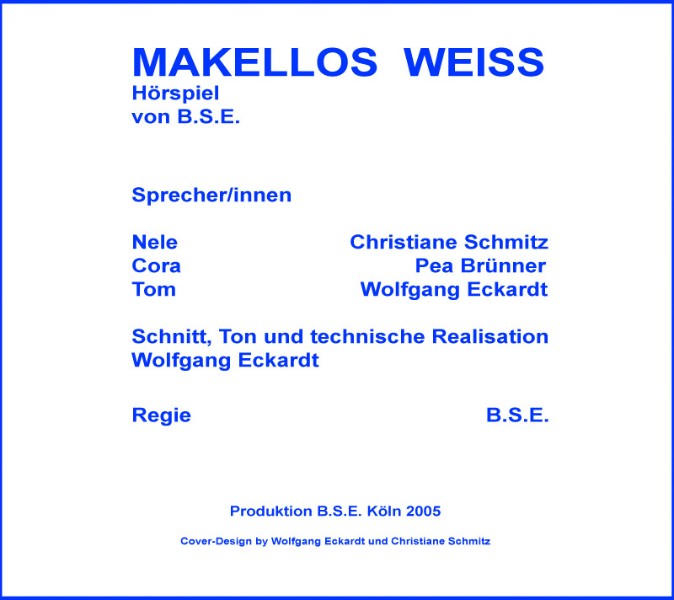 MAKELLOS WEISS
Hörspiel
von B.S.E.
Sprecher/innen
Nele Christiane Schmitz
Cora Pea Brünner
Tom Wolfgang Eckardt
Schnitt, Ton und technische Realisation
Wolfgang Eckardt
Regie B.S.E.
Produktion B.S.E. Köln 2005
Cover-Design by Wolfgang Eckardt und Christiane Schmitz